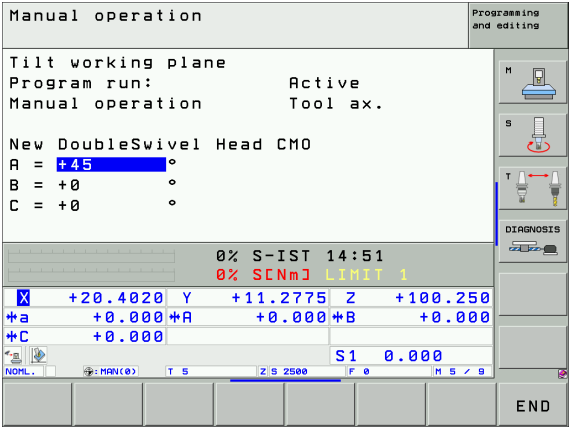 Manual operation
Programming
and editing
Tilt working plane
Program run: Active
Manual operation Tool ax.
New DoubleSwivel Head CMO
A = +45 °
B = +0 °
C = +0 °
M
S
T
DIAGNOSIS
0% S-IST 14:51
0% S[Nm] LIMIT 1
X +20.4020 Y +11.2775 Z +100.250
a +0.000 A +0.000 B +0.000
C +0.000
S1 0.000
NOML. : MAN(0) T 5 Z S 2500 F 0 M 5 / 9
END